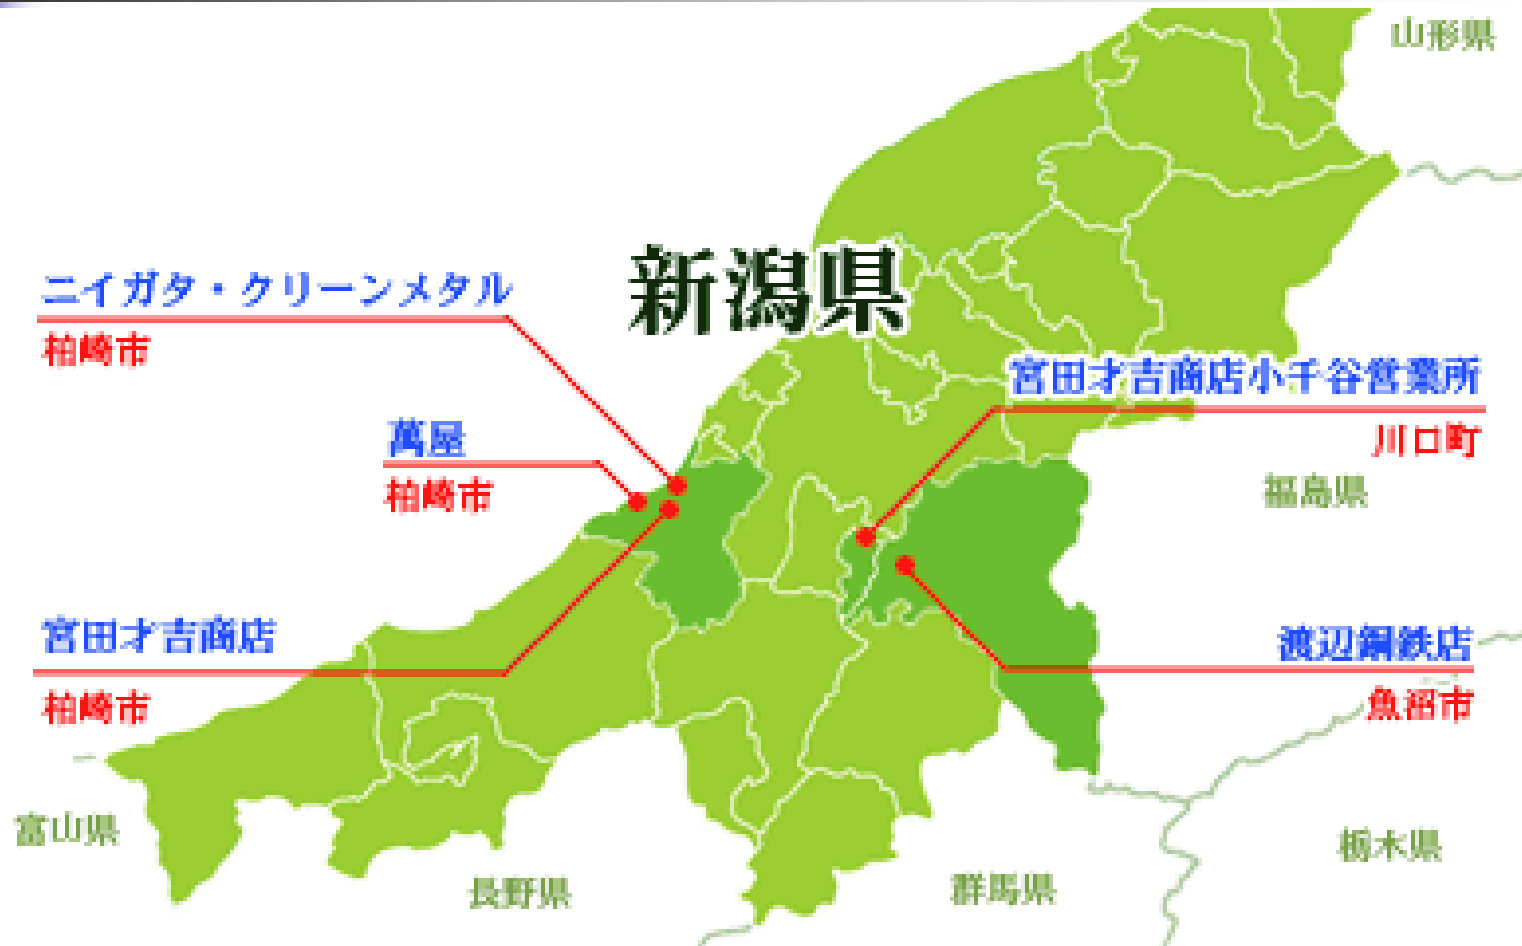 山形県
新潟県
ニイガタ・クリーンメタル
柏崎市
宮田才吉商店小千谷営業所
川口町
萬屋
柏崎市
福島県
宮田才吉商店
柏崎市
渡辺鋼鉄店
魚沼市
富山県
長野県
群馬県
栃木県